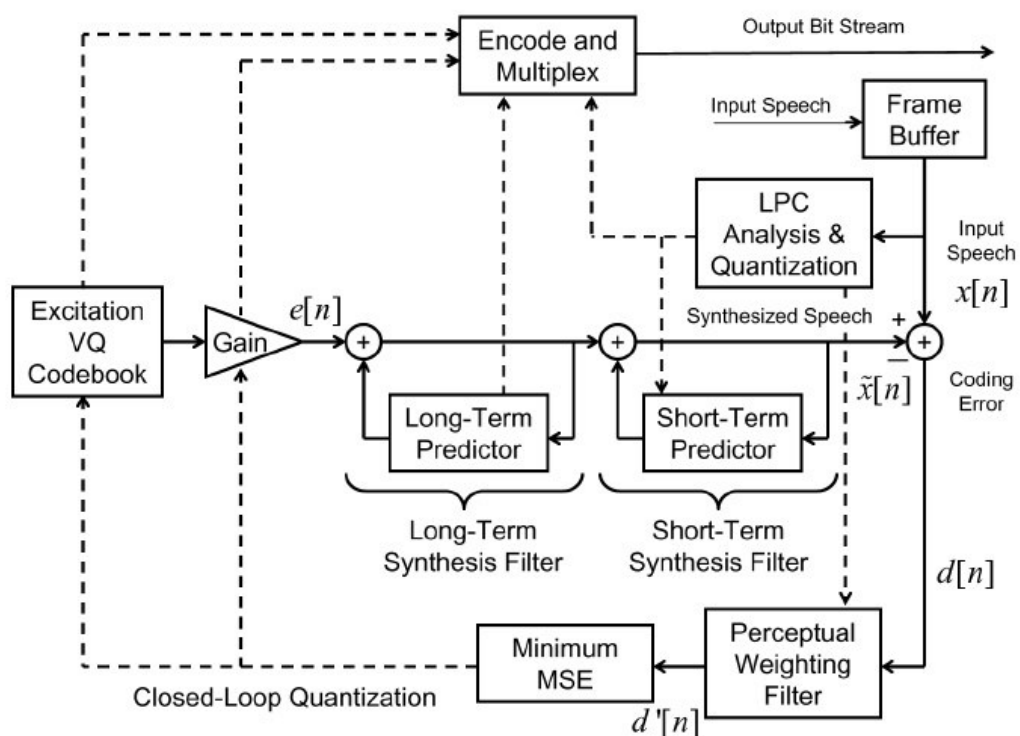 Encode and
Multiplex
Output Bit Stream
Input Speech
Frame
Buffer
LPC
Analysis &
Quantization
Input
Speech
x[n]
Excitation
VQ
Codebook
Gain
e[n]
+
+
Synthesized Speech
+
+
−
x̃[n]
Coding
Error
Long-Term
Predictor
Short-Term
Predictor
Long-Term
Synthesis Filter
Short-Term
Synthesis Filter
d[n]
Minimum
MSE
Perceptual
Weighting
Filter
Closed-Loop Quantization
d'[n]